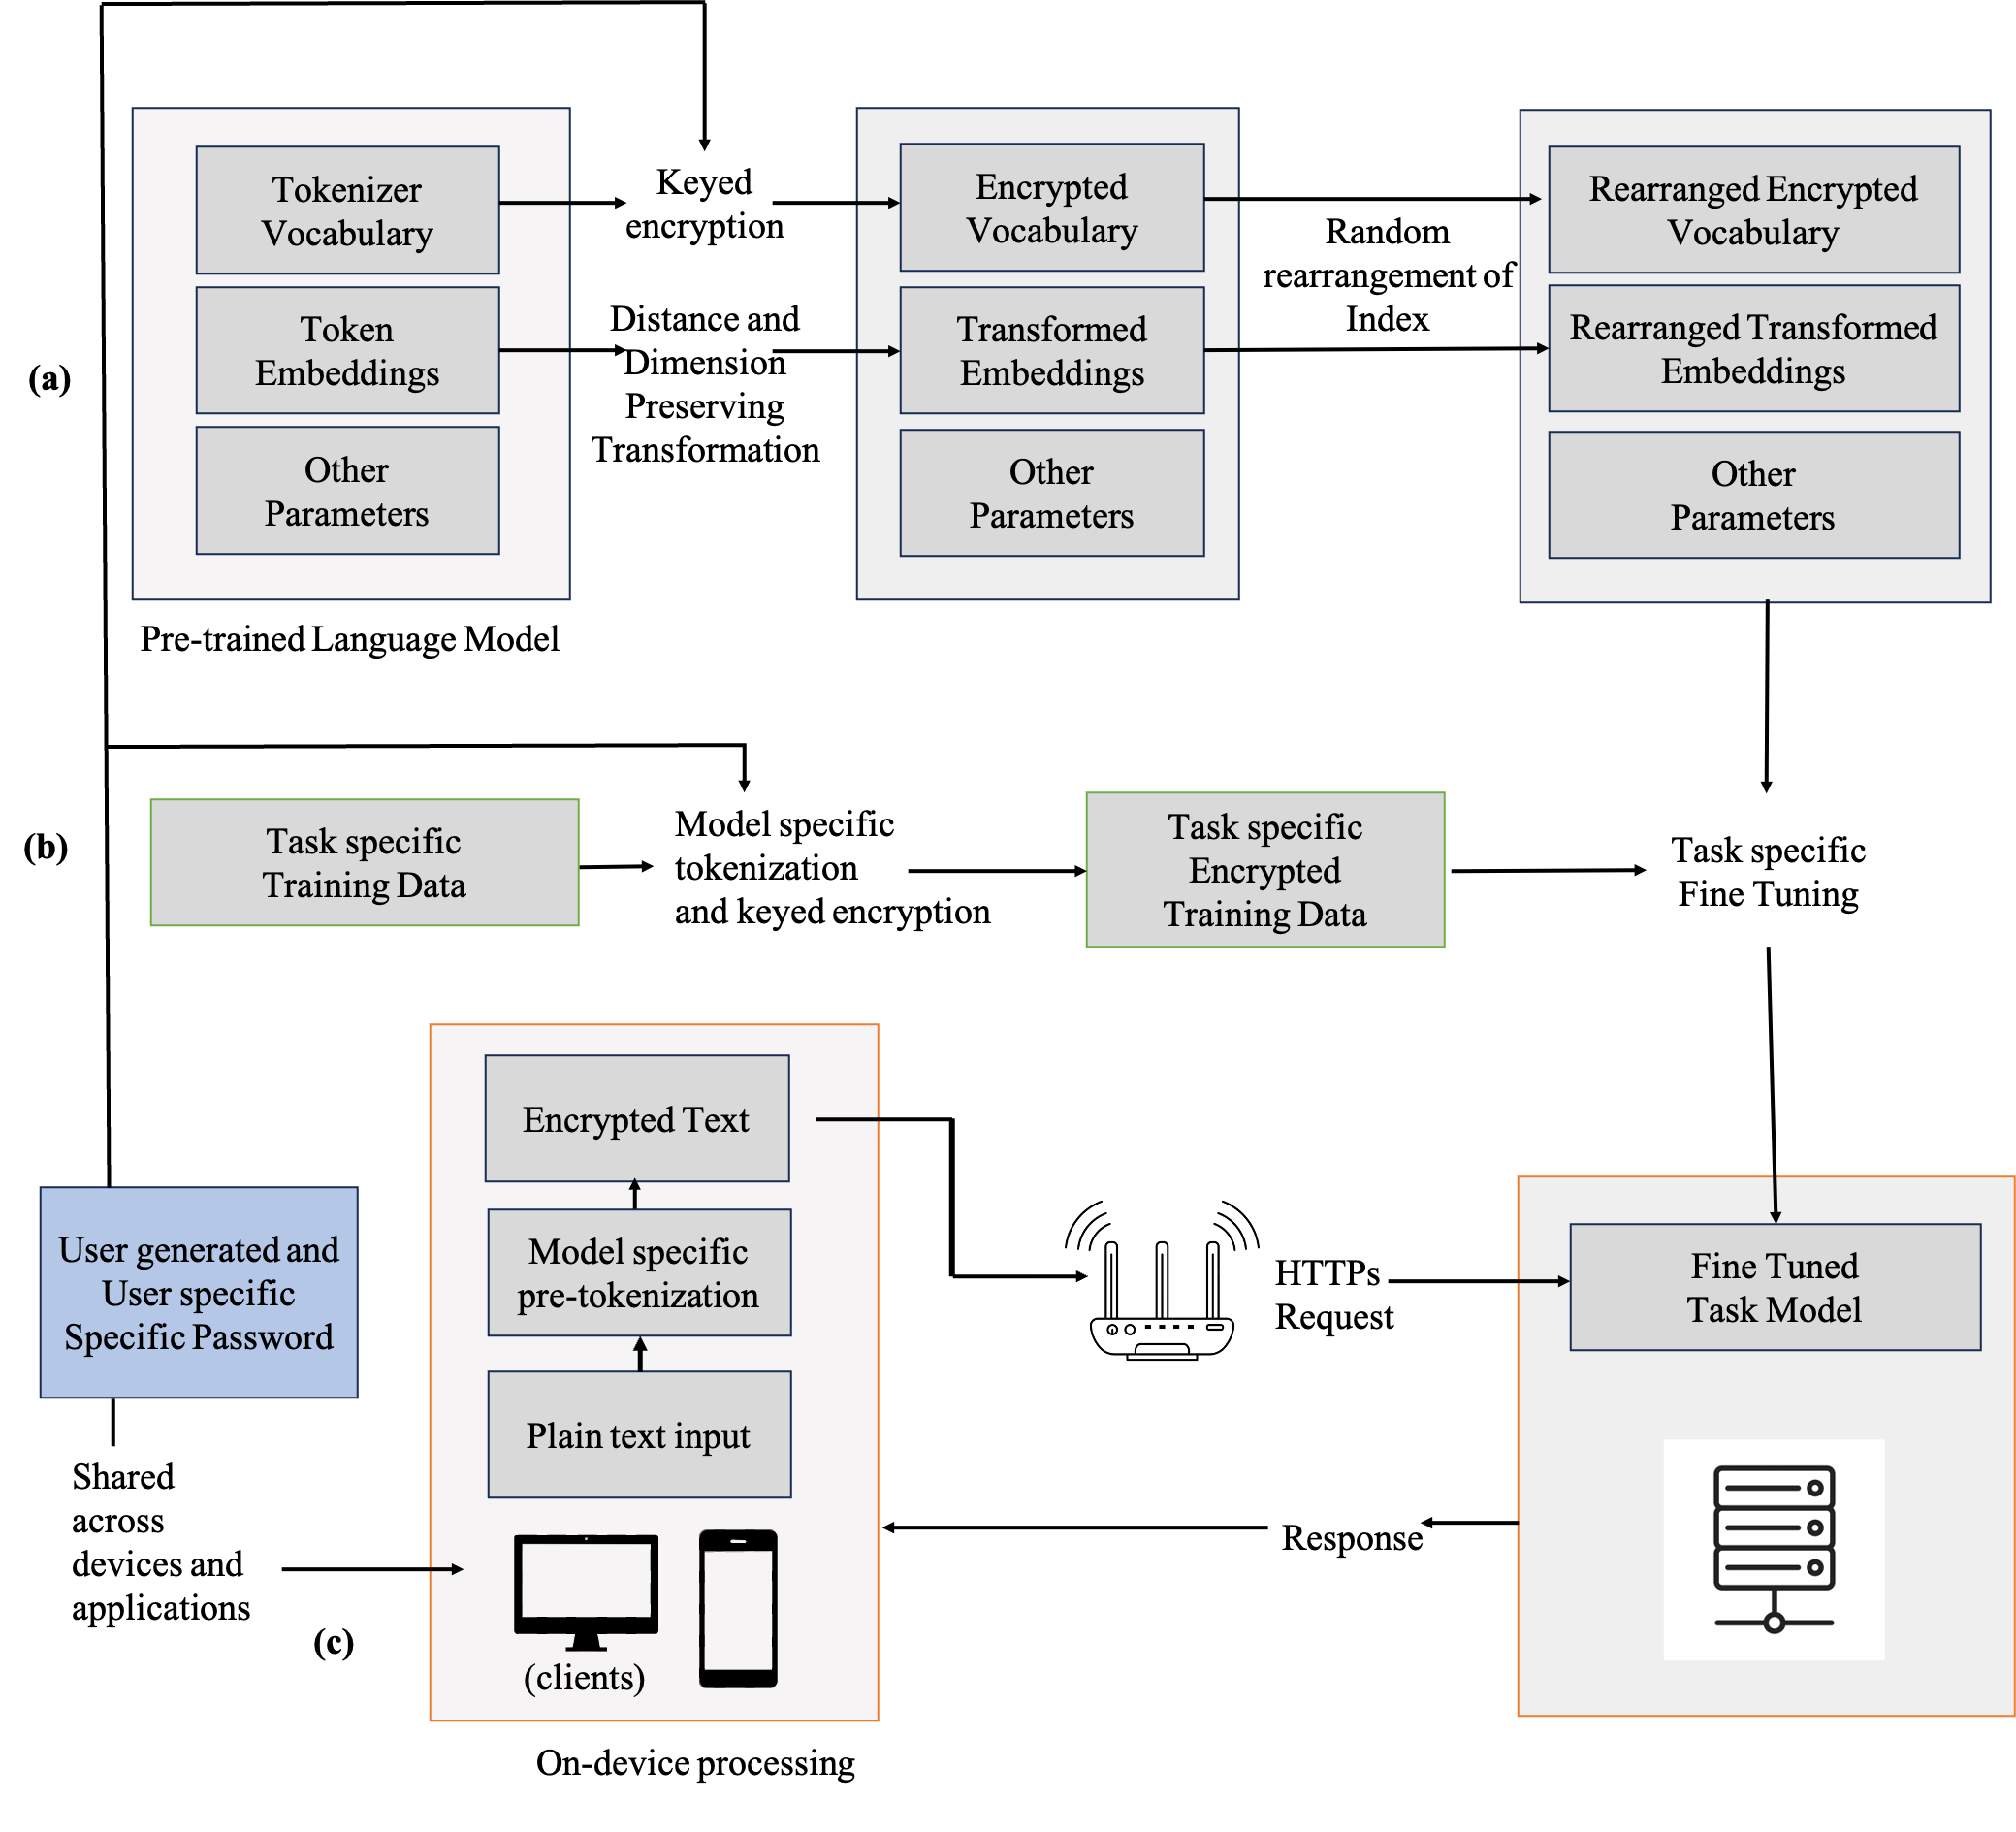 Tokenizer
Vocabulary
Keyed
encryption
Encrypted
Vocabulary
Random
rearrangement of
Index
Rearranged Encrypted
Vocabulary
(a)
Token
Embeddings
Distance and
Dimension
Preserving
Transformation
Transformed
Embeddings
Rearranged Transformed
Embeddings
Other
Parameters
Other
Parameters
Other
Parameters
Pre-trained Language Model
(b)
Task specific
Training Data
Model specific
tokenization
and keyed encryption
Task specific
Encrypted
Training Data
Task specific
Fine Tuning
Encrypted Text
Model specific
pre-tokenization
Plain text input
User generated and
User specific
Specific Password
Shared
across
devices and
applications
(c)
(clients)
On-device processing
HTTPs
Request
Fine Tuned
Task Model
Response